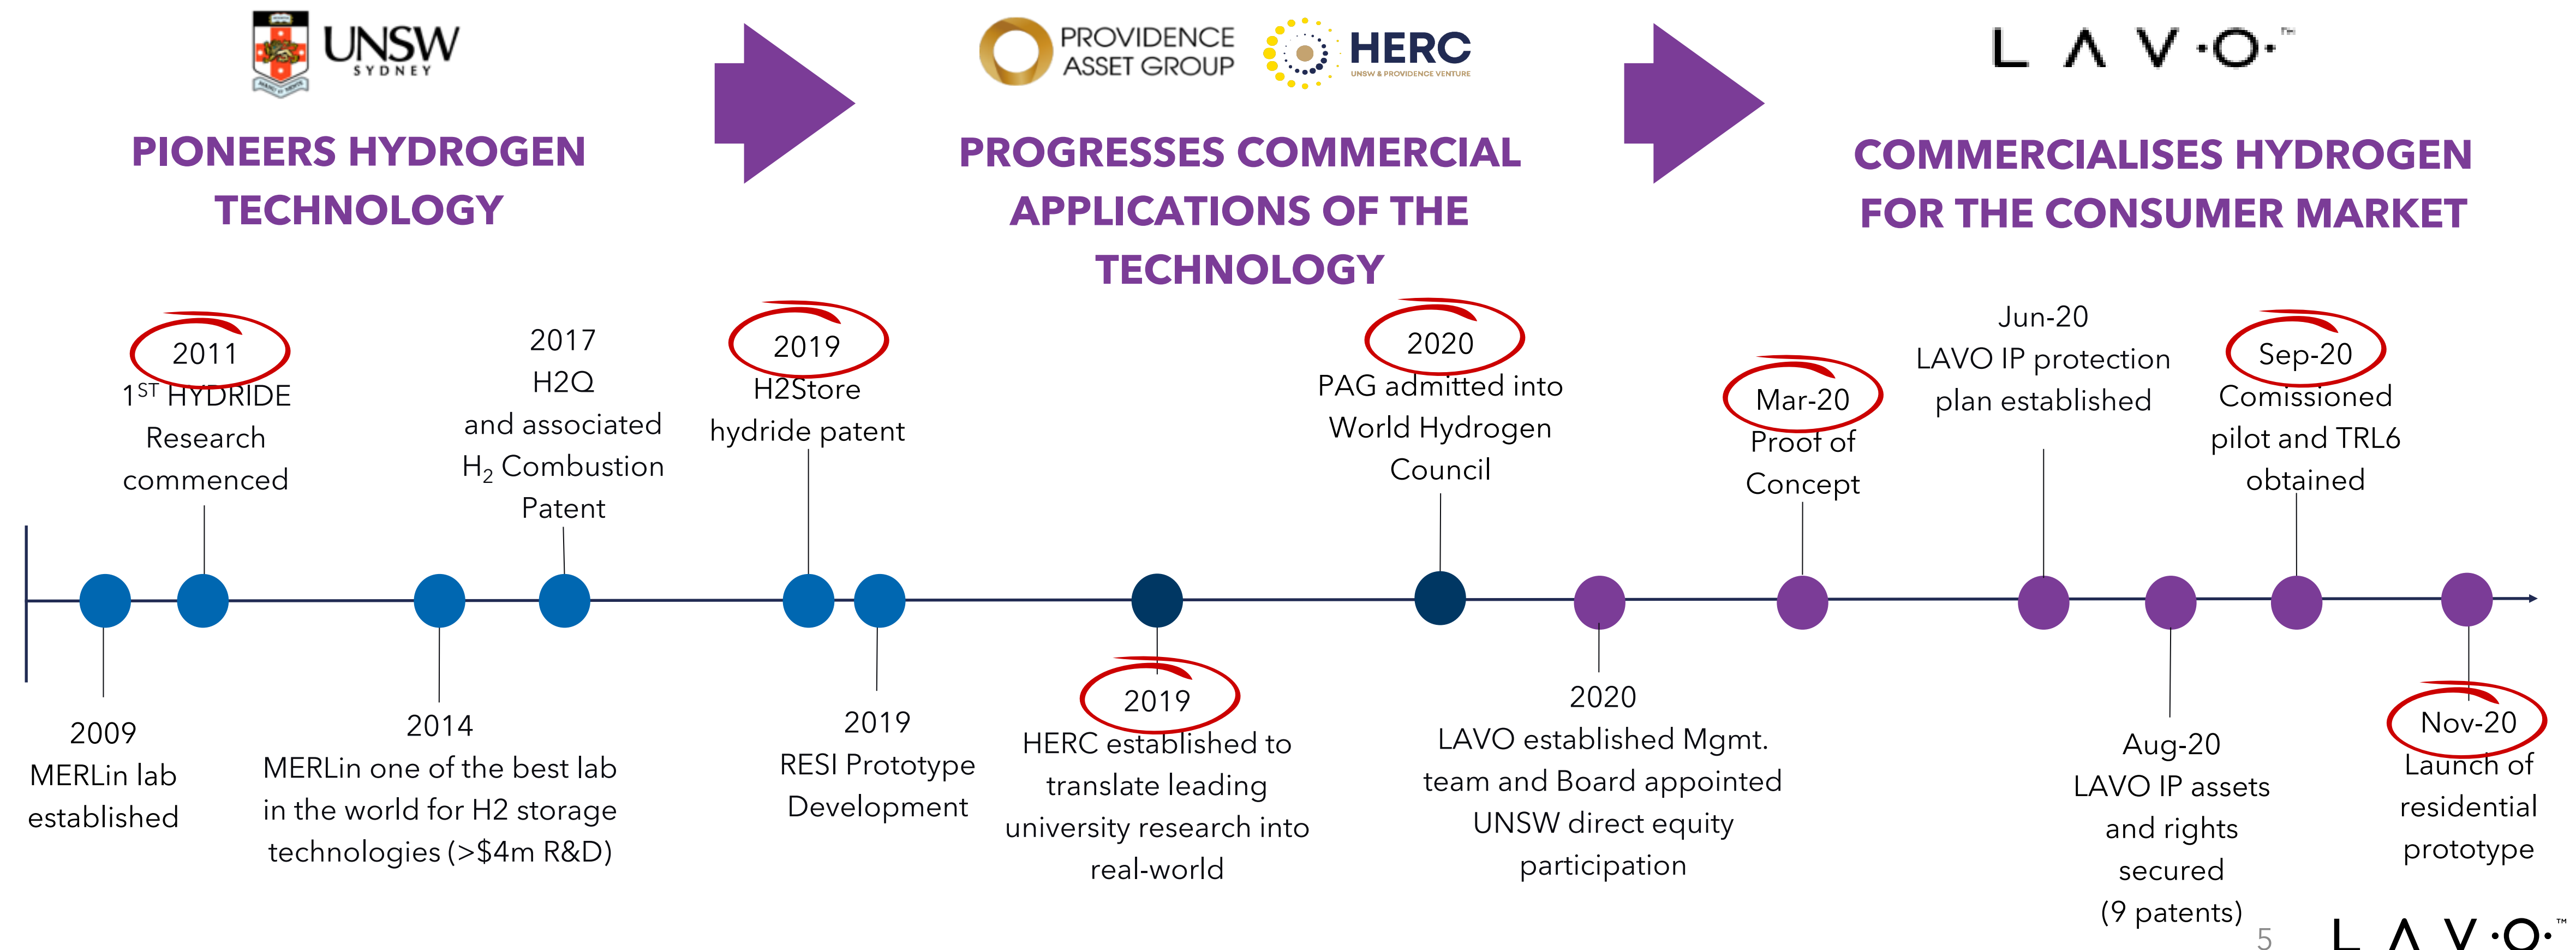 UNSW
SYDNEY
PIONEERS HYDROGEN
TECHNOLOGY
PROVIDENCE
ASSET GROUP
HERC
UNSW & PROVIDENCE VENTURE
PROGRESSES COMMERCIAL
APPLICATIONS OF THE
TECHNOLOGY
L Λ V ·O·™
COMMERCIALISES HYDROGEN
FOR THE CONSUMER MARKET
2011
1ST HYDRIDE
Research
commenced
2017
H2Q
and associated
H₂ Combustion
Patent
2019
H2Store
hydride patent
2020
PAG admitted into
World Hydrogen
Council
Mar-20
Proof of
Concept
Jun-20
LAVO IP protection
plan established
Sep-20
Comissioned
pilot and TRL6
obtained
2009
MERLin lab
established
2014
MERLin one of the best lab
in the world for H2 storage
technologies (>$4m R&D)
2019
RESI Prototype
Development
2019
HERC established to
translate leading
university research into
real-world
2020
LAVO established Mgmt.
team and Board appointed
UNSW direct equity
participation
Aug-20
LAVO IP assets
and rights
secured
(9 patents)
Nov-20
Launch of
residential
prototype
5
L Λ V ·O·™